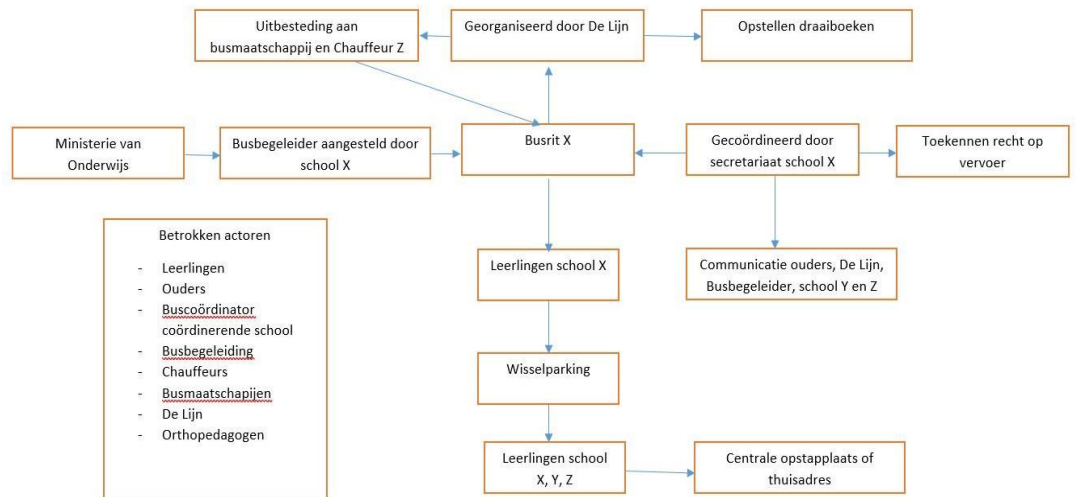 Uitbesteding aan
busmaatschappij en Chauffeur Z
Georganiseerd door De Lijn
Opstellen draaiboeken
Ministerie van
Onderwijs
Busbegeleider aangesteld door
school X
Busrit X
Gecoördineerd door
secretariaat school X
Toekennen recht op
vervoer
Betrokken actoren
- Leerlingen
- Ouders
- Buscoördinator
coördinerende school
- Busbegeleiding
- Chauffeurs
- Busmaatschapijen
- De Lijn
- Orthopedagogen
Leerlingen school X
Communicatie ouders, De Lijn,
Busbegeleider, school Y en Z
Wisselparking
Leerlingen school
X, Y, Z
Centrale opstapplaats of
thuisadres